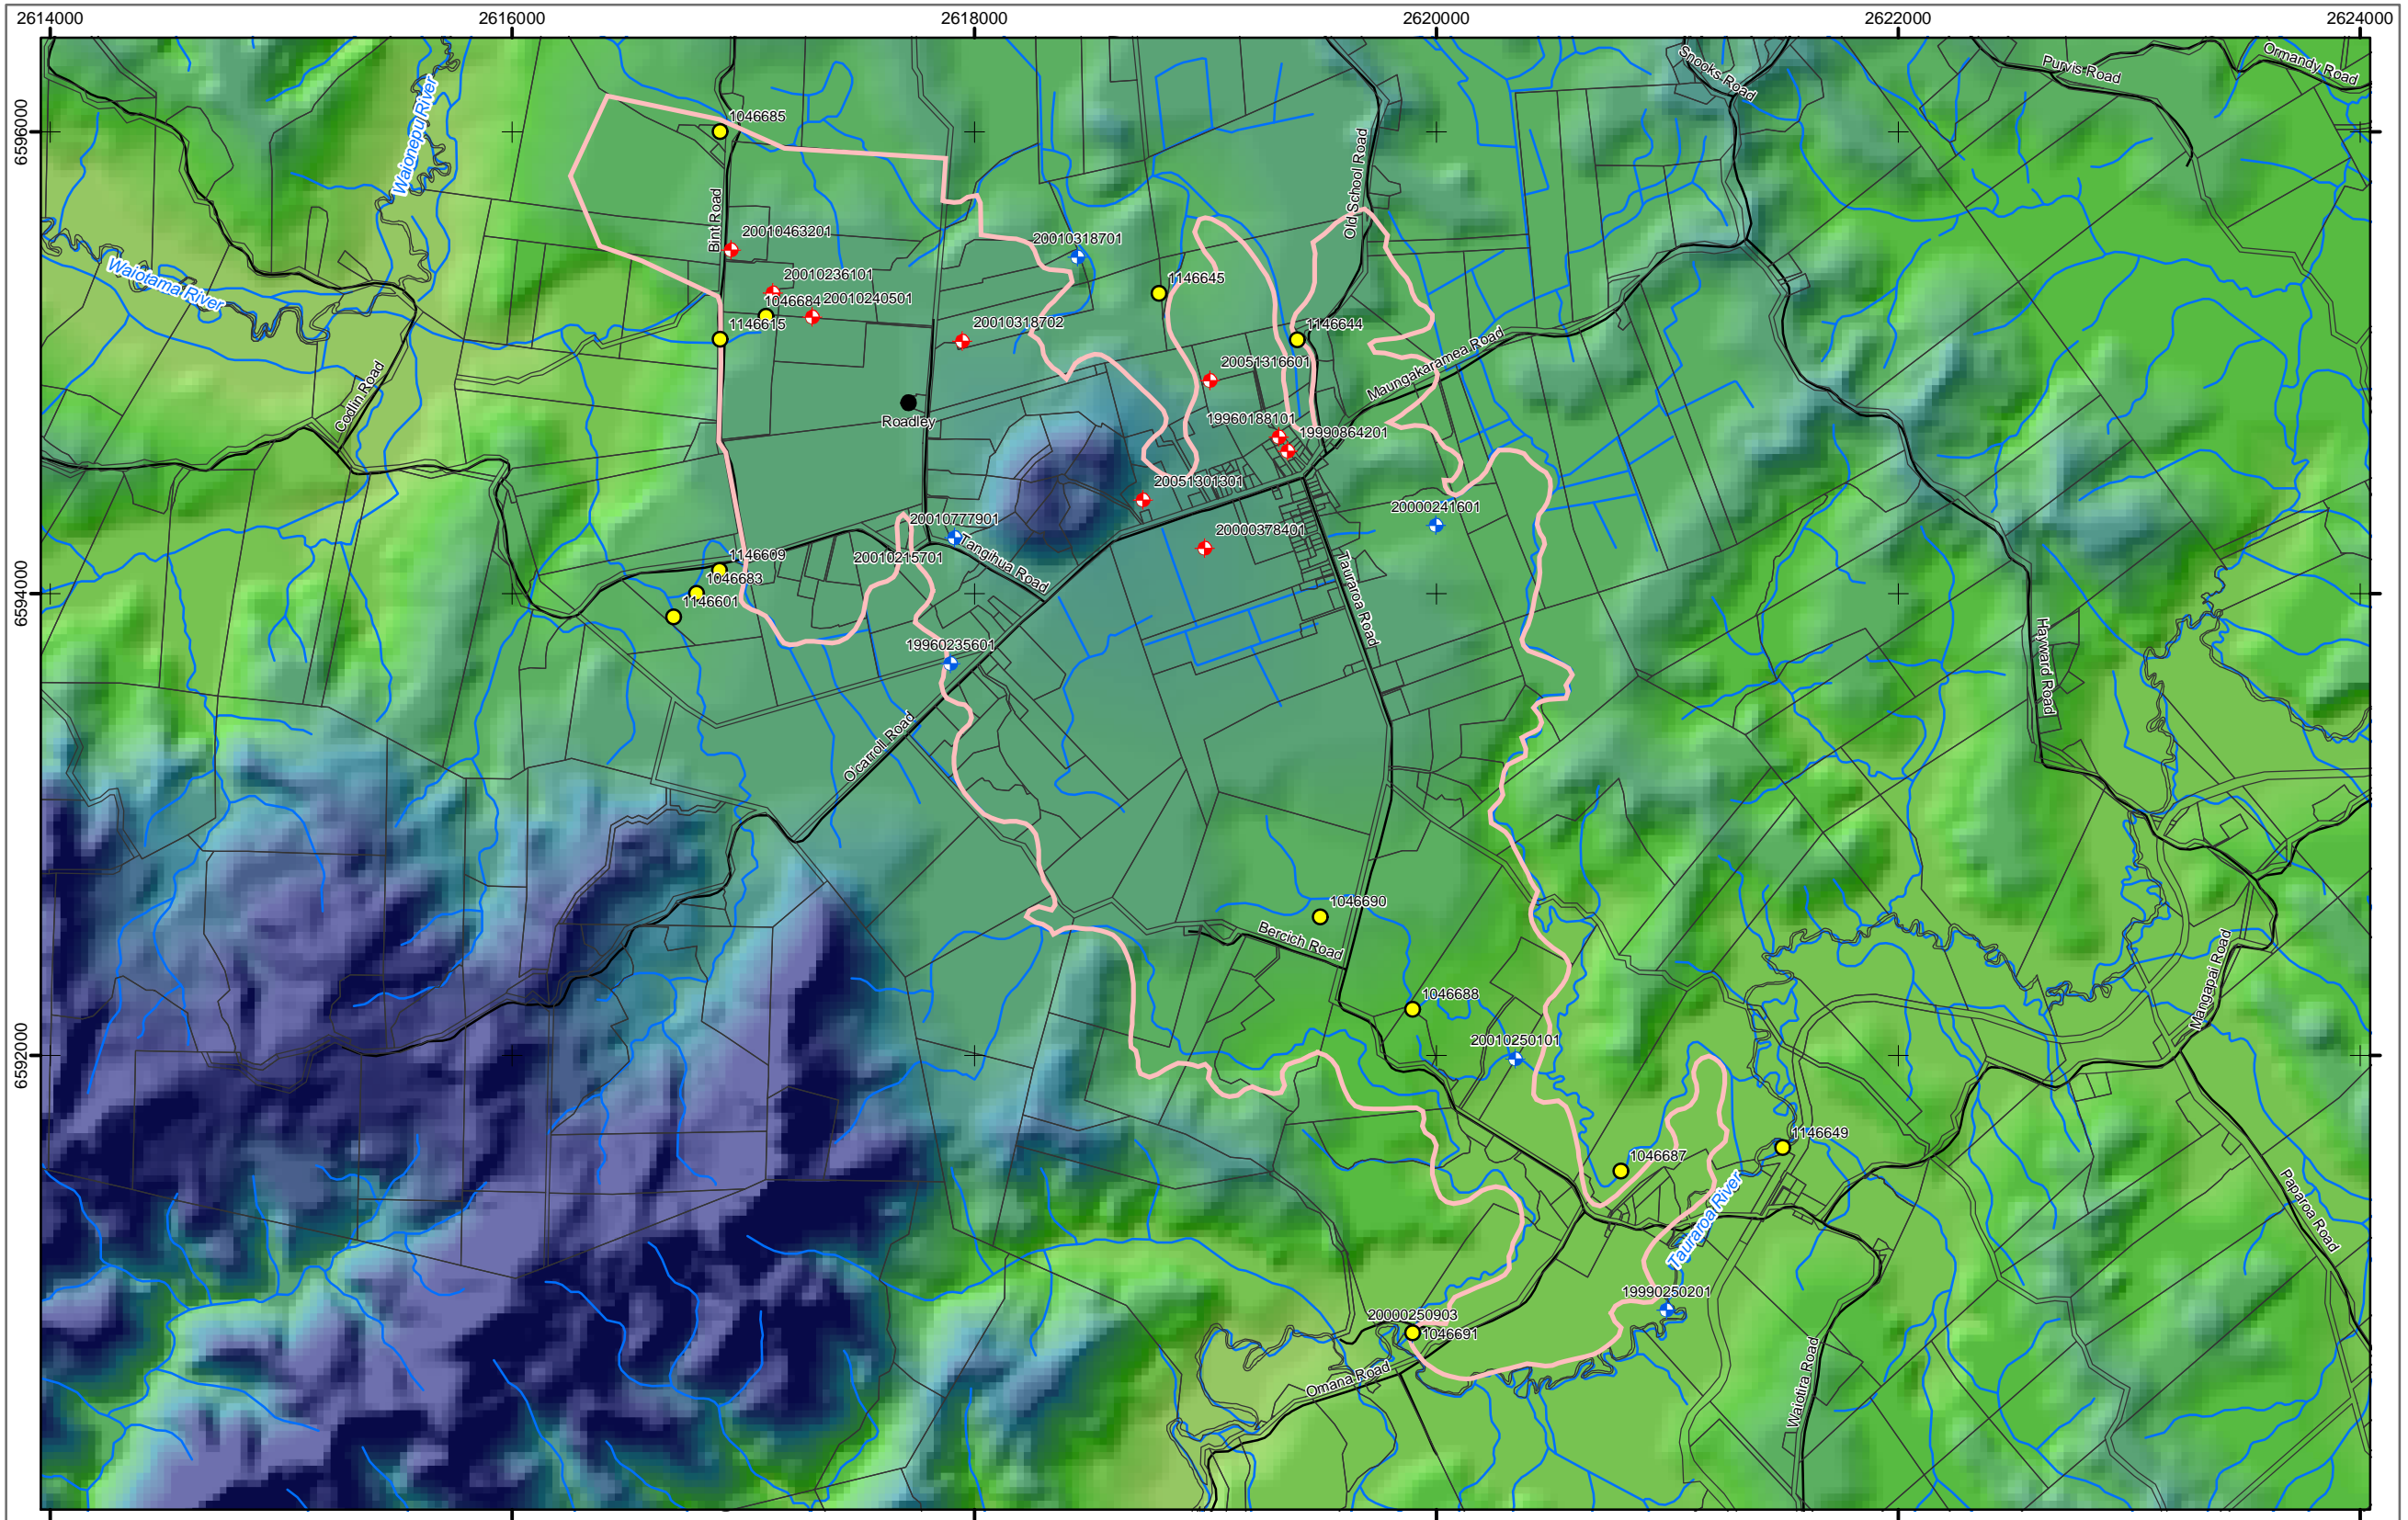 2614000
2616000
2618000
2620000
2622000
2624000
6596000
6594000
6592000
Waionepu River
Snooks Road
Purvis Road
Ormandy Road
1046685
Bint Road
Old School Road
20010463201
20010318701
Waiotama River
20010236101
1046684
20010240501
1146645
1146615
20010318702
1146644
Maungakaramea Road
20051316601
Codlin Road
Roadley
19960188101
19990864201
20051301301
20010777901
20000241601
20000378401
1146609
20010215701
Tangihua Road
1046683
1146601
Tauraroa Road
19960235601
Hayward Road
O'carroll Road
1046690
Bercich Road
Mangapai Road
1046688
20010250101
1146649
1046687
Tauraroa River
Paparoa Road
19990250201
20000250903
1046691
Omana Road
Waiotira Road